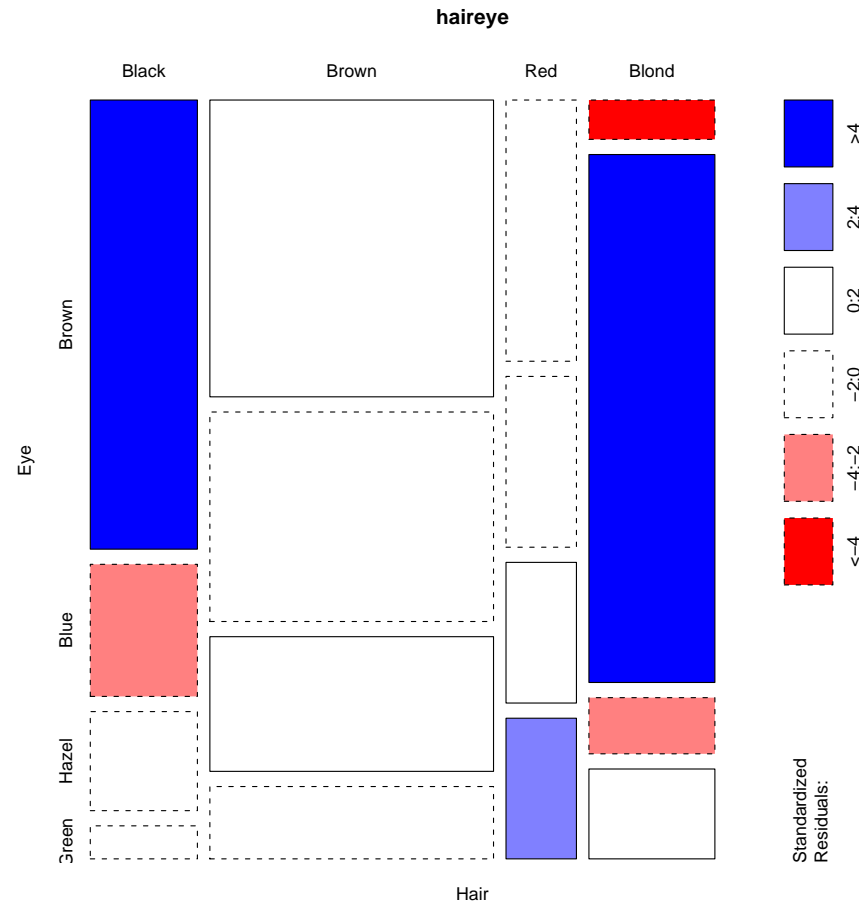 haireye
Black Brown Red Blond
Brown
Blue
Hazel
Green
Eye
Hair
>4
2:4
0:2
−2:0
−4:−2
<−4
Standardized
Residuals: